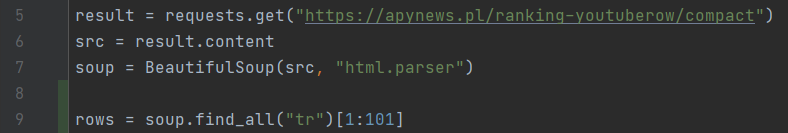 5 result = requests.get("https://apynews.pl/ranking-youtuberow/compact")
6 src = result.content
7 soup = BeautifulSoup(src, "html.parser")
8
9 rows = soup.find_all("tr")[1:101]